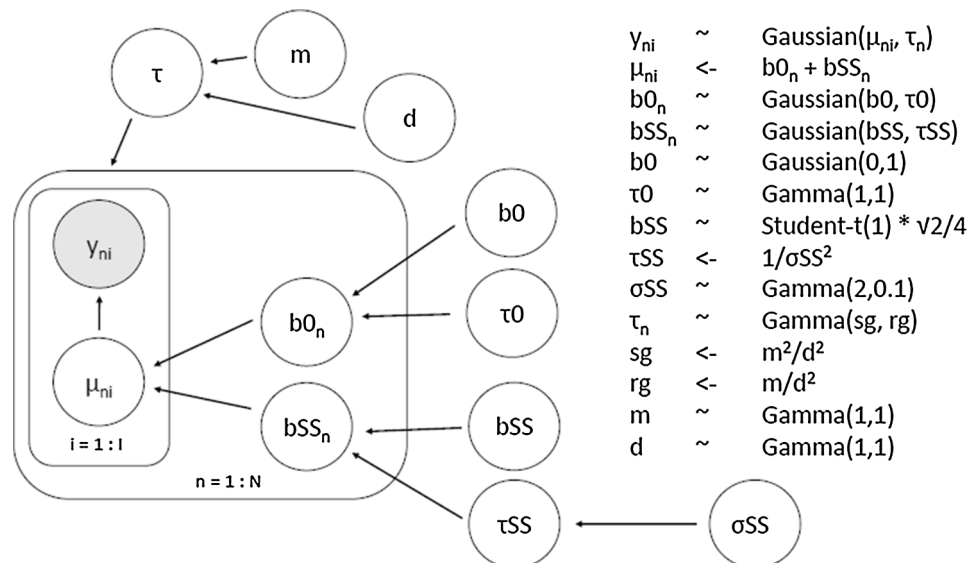 τ
m
d
y_ni
μ_ni
i = 1 : I
n = 1 : N
b0_n
bSS_n
b0
τ0
bSS
τSS
σSS
y_ni ~ Gaussian(μ_ni, τ_n)
μ_ni <- b0_n + bSS_n
b0_n ~ Gaussian(b0, τ0)
bSS_n ~ Gaussian(bSS, τSS)
b0 ~ Gaussian(0,1)
τ0 ~ Gamma(1,1)
bSS ~ Student-t(1) * √2/4
τSS <- 1/σSS²
σSS ~ Gamma(2,0.1)
τ_n ~ Gamma(sg, rg)
sg <- m²/d²
rg <- m/d²
m ~ Gamma(1,1)
d ~ Gamma(1,1)